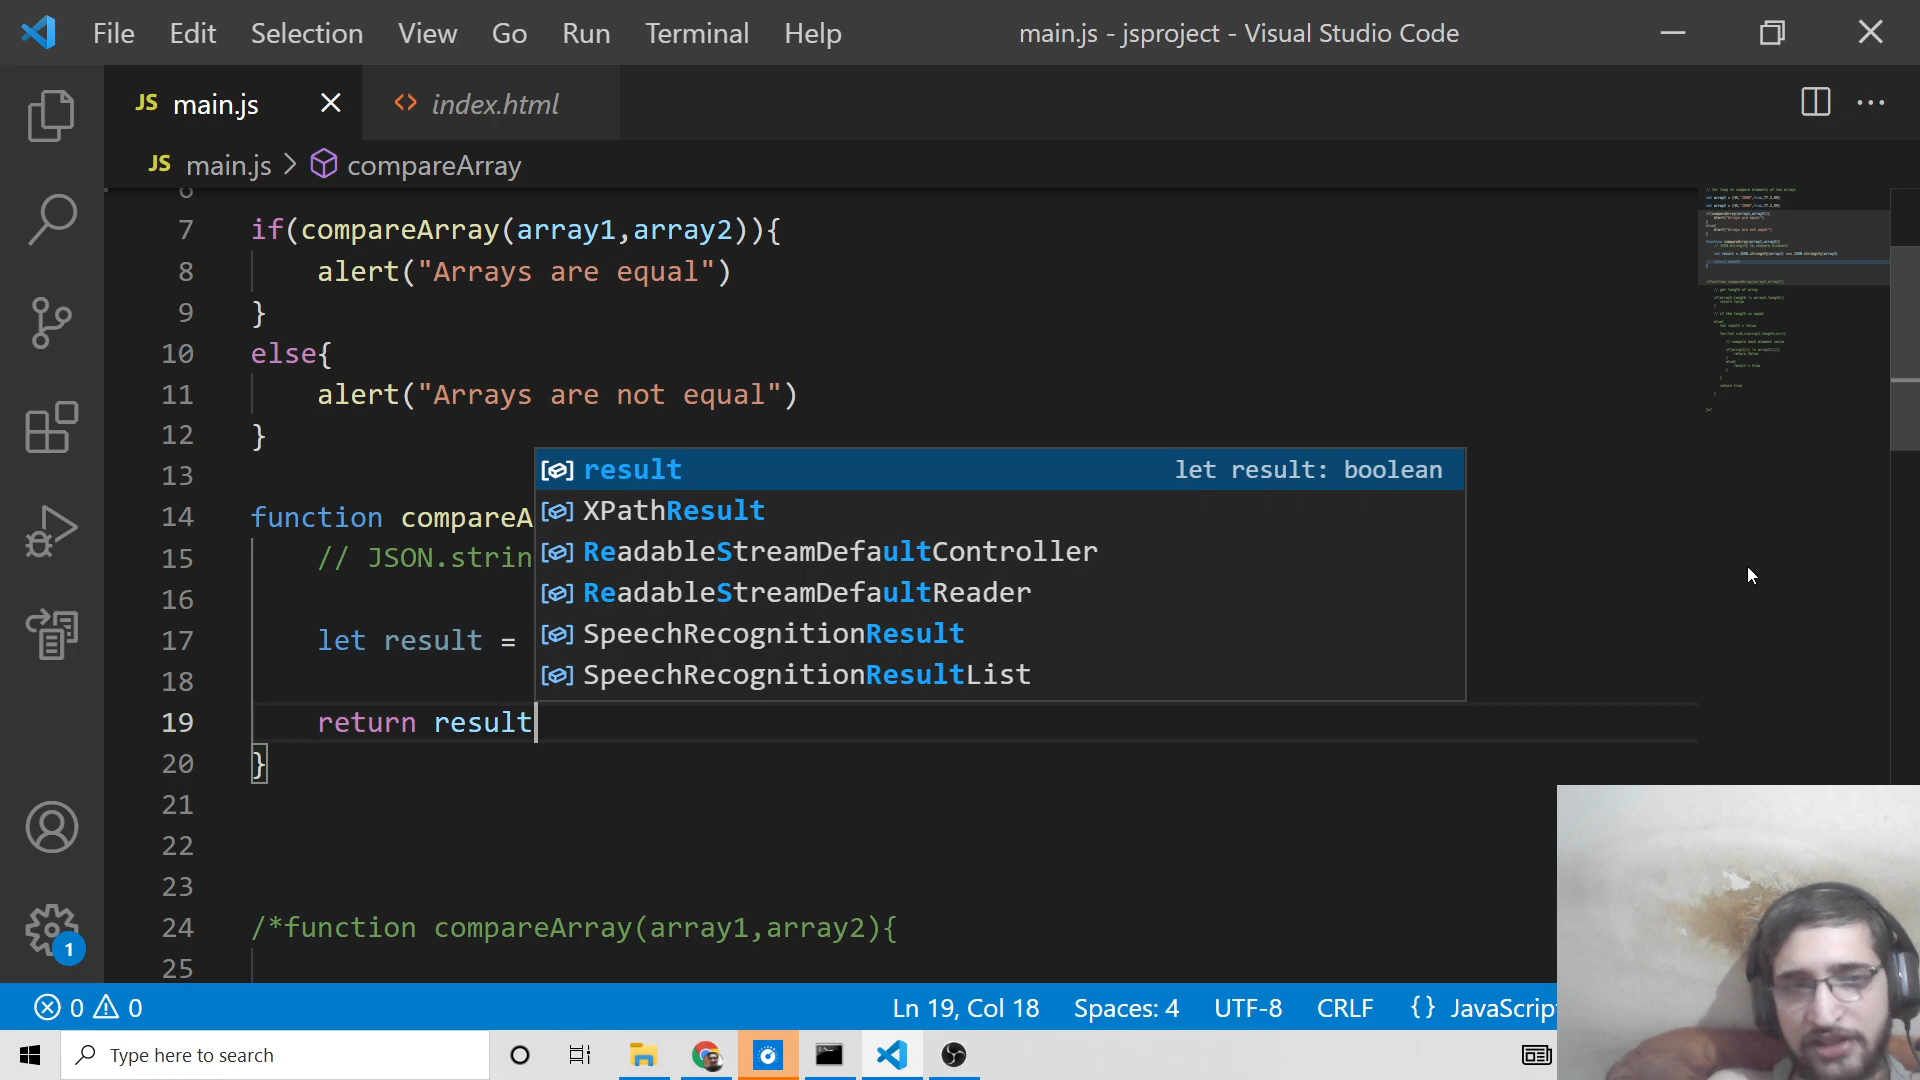 File Edit Selection View Go Run Terminal Help main.js - jsproject - Visual Studio Code
JS main.js index.html
JS main.js > compareArray
6
7 if(compareArray(array1,array2)){
8 alert("Arrays are equal")
9 }
10 else{
11 alert("Arrays are not equal")
12 }
13
14 function compareA
15 // JSON.strin
16
17 let result =
18
19 return result
20 }
21
22
23
24 /*function compareArray(array1,array2){
25
result let result: boolean
XPathResult
ReadableStreamDefaultController
ReadableStreamDefaultReader
SpeechRecognitionResult
SpeechRecognitionResultList
1
0 0 Ln 19, Col 18 Spaces: 4 UTF-8 CRLF {} JavaScrip
Type here to search